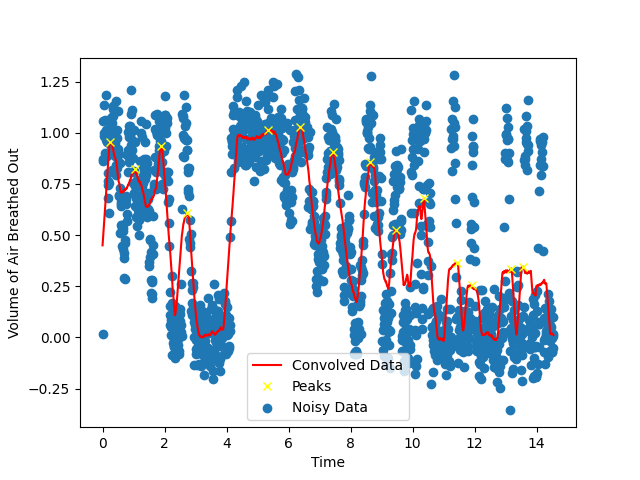 1.25
1.00
0.75
0.50
0.25
0.00
−0.25
Volume of Air Breathed Out
Convolved Data
Peaks
Noisy Data
0 2 4 6 8 10 12 14
Time